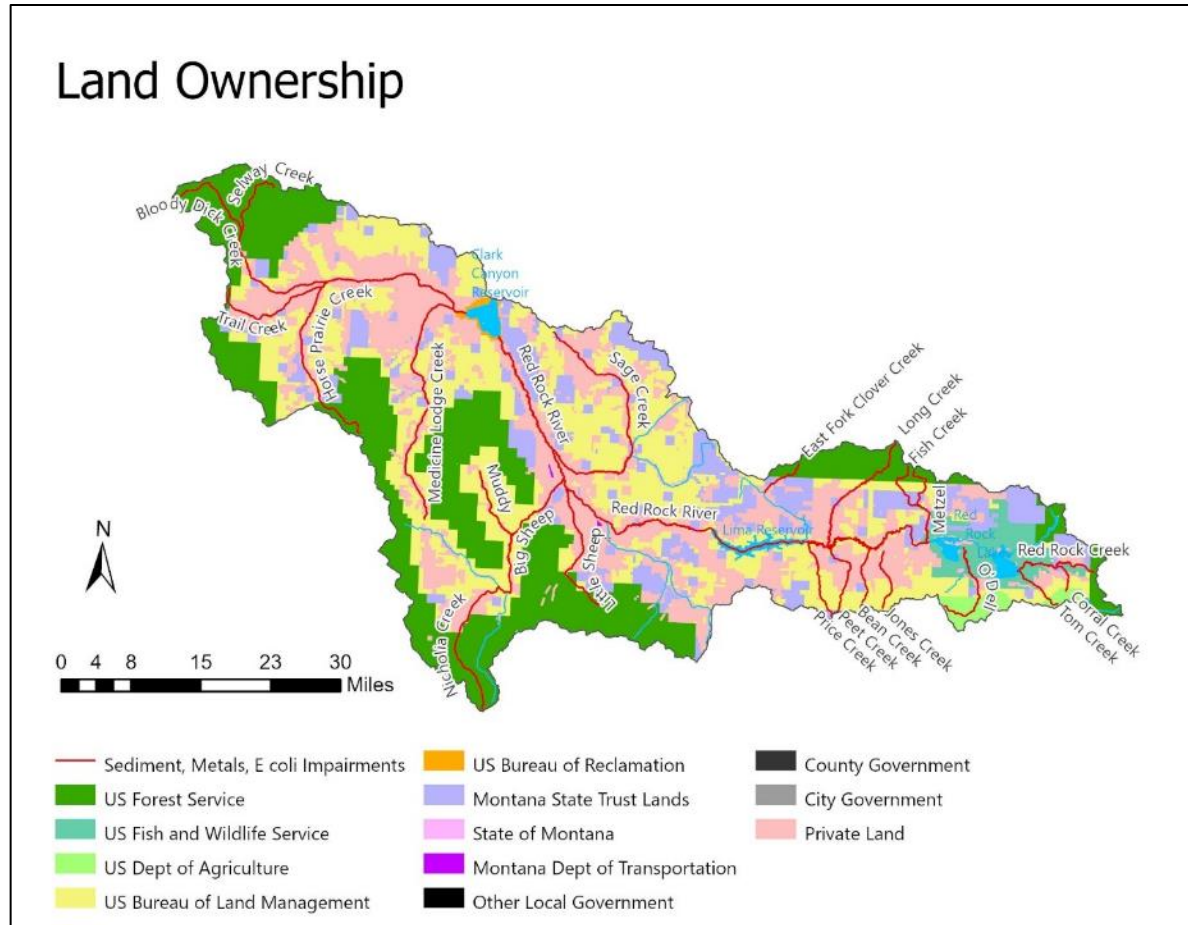 Land Ownership
Selway Creek
Bloody Dick Creek
Clark
Canyon
Reservoir
Trail Creek
Horse Prairie Creek
Medicine Lodge Creek
Red Rock River
Sage Creek
East Fork Clover Creek
Long Creek
Fish Creek
Muddy
Big Sheep
Little Sheep
Nicholia Creek
Red Rock River
Lima Reservoir
Metzel
Red
Rock
O'Dell
Red Rock Creek
Corral Creek
Tom Creek
Jones Creek
Bean Creek
Peet Creek
Price Creek
N
0 4 8 15 23 30
Miles
Sediment, Metals, E coli Impairments
US Forest Service
US Fish and Wildlife Service
US Dept of Agriculture
US Bureau of Land Management
US Bureau of Reclamation
Montana State Trust Lands
State of Montana
Montana Dept of Transportation
Other Local Government
County Government
City Government
Private Land